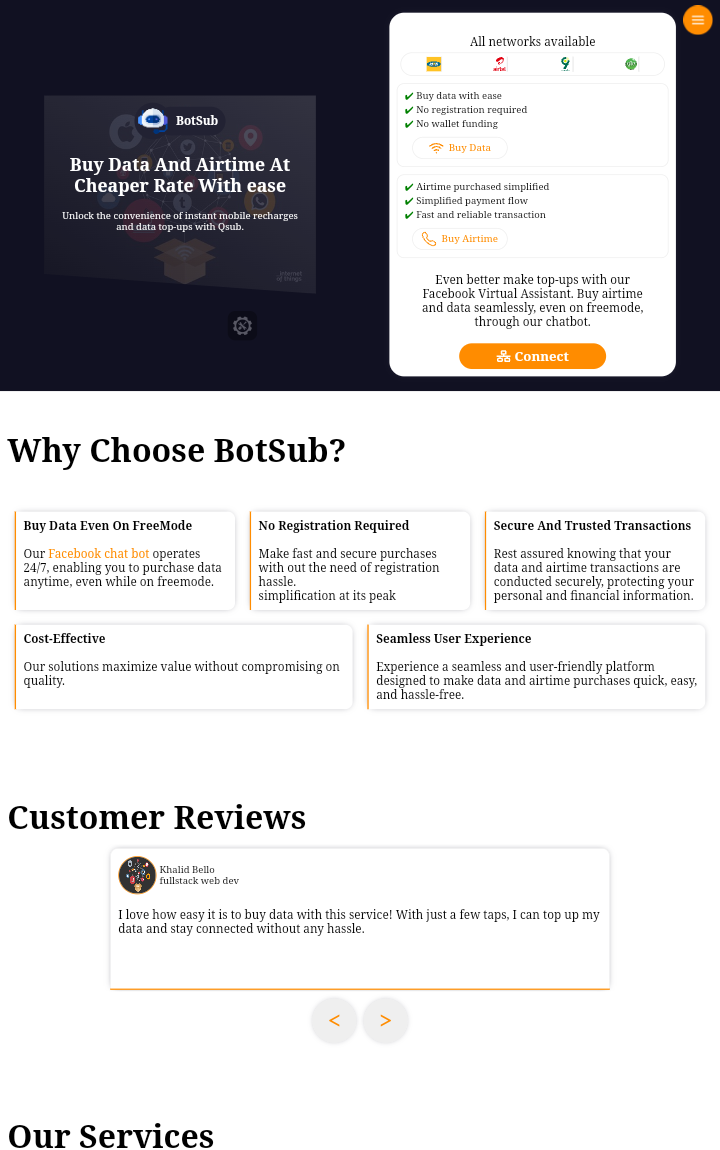 BotSub
Buy Data And Airtime At
Cheaper Rate With ease
Unlock the convenience of instant mobile recharges
and data top-ups with Qsub.
internet
of things
All networks available
airtel
✔ Buy data with ease
✔ No registration required
✔ No wallet funding
Buy Data
✔ Airtime purchased simplified
✔ Simplified payment flow
✔ Fast and reliable transaction
Buy Airtime
Even better make top-ups with our
Facebook Virtual Assistant. Buy airtime
and data seamlessly, even on freemode,
through our chatbot.
Connect
Why Choose BotSub?
Buy Data Even On FreeMode
Our Facebook chat bot operates
24/7, enabling you to purchase data
anytime, even while on freemode.
No Registration Required
Make fast and secure purchases
with out the need of registration
hassle.
simplification at its peak
Secure And Trusted Transactions
Rest assured knowing that your
data and airtime transactions are
conducted securely, protecting your
personal and financial information.
Cost-Effective
Our solutions maximize value without compromising on
quality.
Seamless User Experience
Experience a seamless and user-friendly platform
designed to make data and airtime purchases quick, easy,
and hassle-free.
Customer Reviews
Khalid Bello
fullstack web dev
I love how easy it is to buy data with this service! With just a few taps, I can top up my
data and stay connected without any hassle.
< >
Our Services